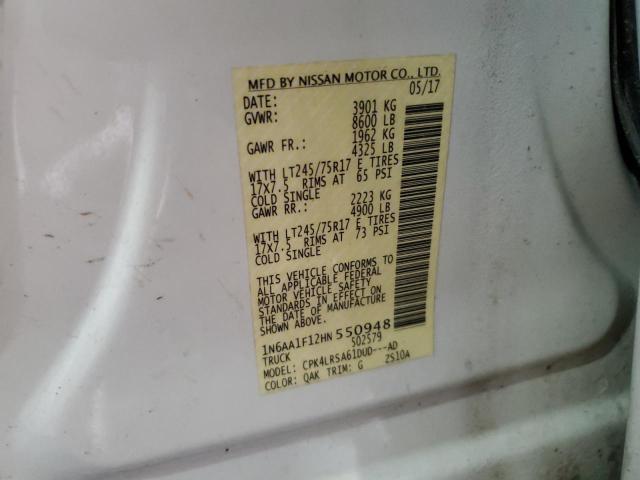 MFD BY NISSAN MOTOR CO., LTD.
DATE: 05/17
GVWR: 3901 KG
8600 LB
GAWR FR.: 1962 KG
4325 LB
WITH LT245/75R17 E TIRES
17X7.5 RIMS AT 65 PSI
COLD SINGLE
GAWR RR.: 2223 KG
4900 LB
WITH LT245/75R17 E TIRES
17X7.5 RIMS AT 73 PSI
COLD SINGLE
THIS VEHICLE CONFORMS TO
ALL APPLICABLE FEDERAL
MOTOR VEHICLE SAFETY
STANDARDS IN EFFECT ON
THE DATE OF MANUFACTURE
1N6AA1F12HN550948
TRUCK 502579
MODEL: CPK4LRSA61DUD---AD
COLOR: QAK TRIM: G ZS10A